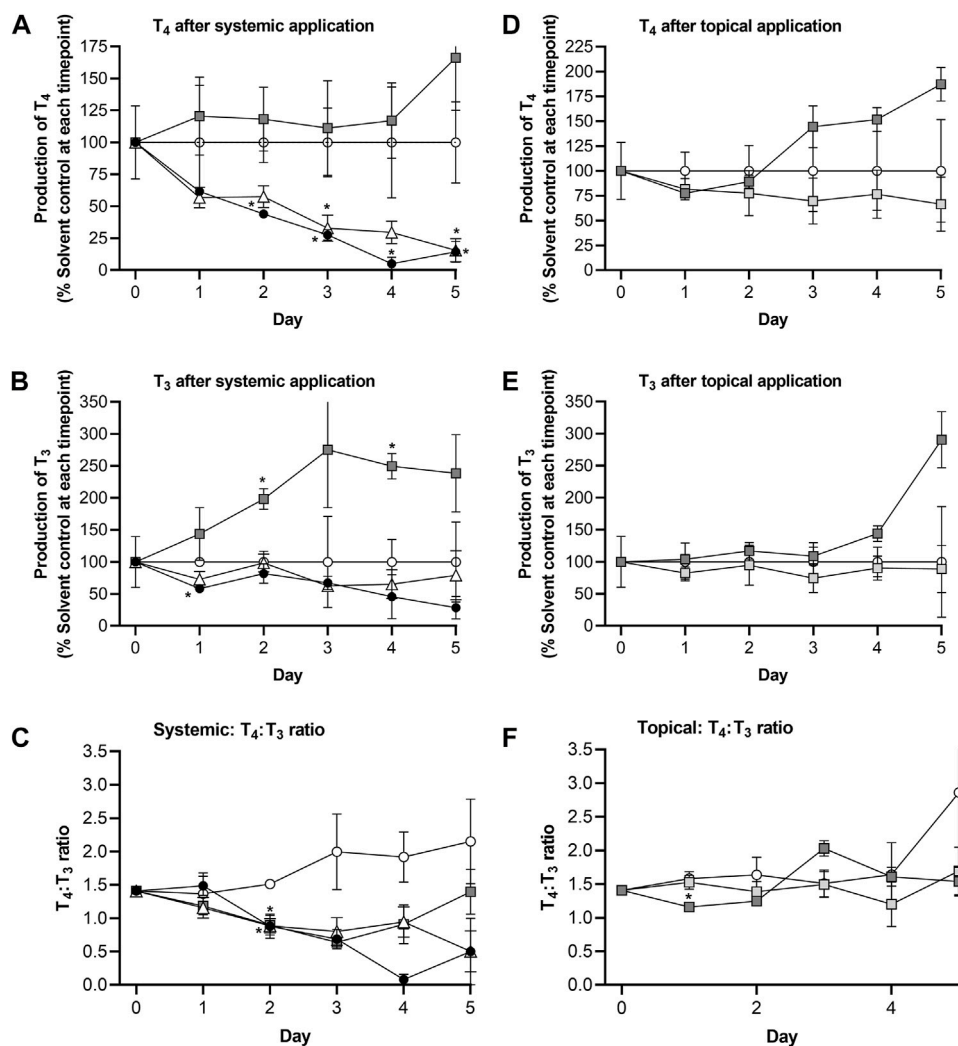 A
T4 after systemic application
Production of T4
(% Solvent control at each timepoint)
175
150
125
100
75
50
25
0
* * * * * *
0 1 2 3 4 5
Day
B
T3 after systemic application
Production of T3
(% Solvent control at each timepoint)
350
300
250
200
150
100
50
0
* * *
0 1 2 3 4 5
Day
C
Systemic: T4:T3 ratio
T4:T3 ratio
3.5
3.0
2.5
2.0
1.5
1.0
0.5
0.0
* *
0 1 2 3 4 5
Day
D
T4 after topical application
Production of T4
(% Solvent control at each timepoint)
225
200
175
150
125
100
75
50
25
0
0 1 2 3 4 5
Day
E
T3 after topical application
Production of T3
(% Solvent control at each timepoint)
350
300
250
200
150
100
50
0
0 1 2 3 4 5
Day
F
Topical: T4:T3 ratio
T4:T3 ratio
3.5
3.0
2.5
2.0
1.5
1.0
0.5
0.0
*
0 2 4
Day